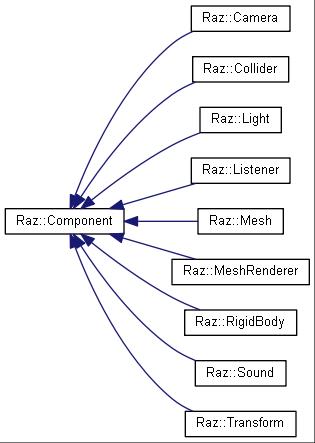 Raz::Camera
Raz::Collider
Raz::Light
Raz::Listener
Raz::Component
Raz::Mesh
Raz::MeshRenderer
Raz::RigidBody
Raz::Sound
Raz::Transform